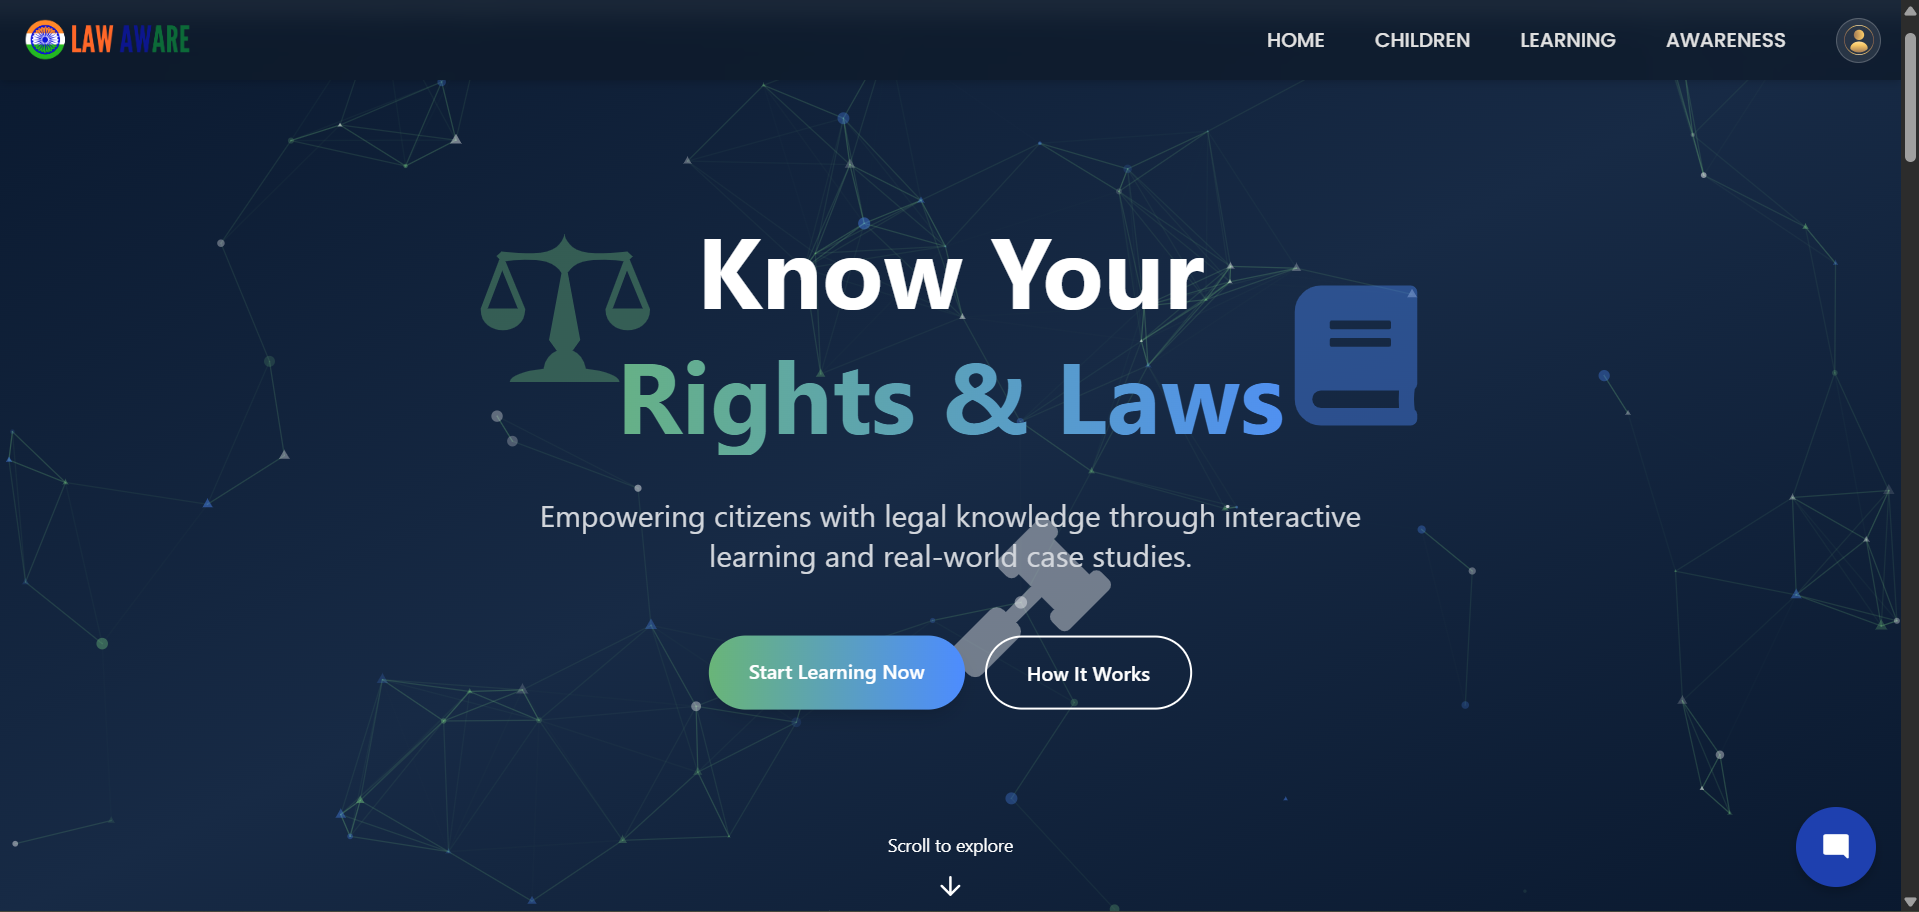 LAW AWARE
HOME CHILDREN LEARNING AWARENESS
Know Your
Rights & Laws
Empowering citizens with legal knowledge through interactive
learning and real-world case studies.
Start Learning Now
How It Works
Scroll to explore